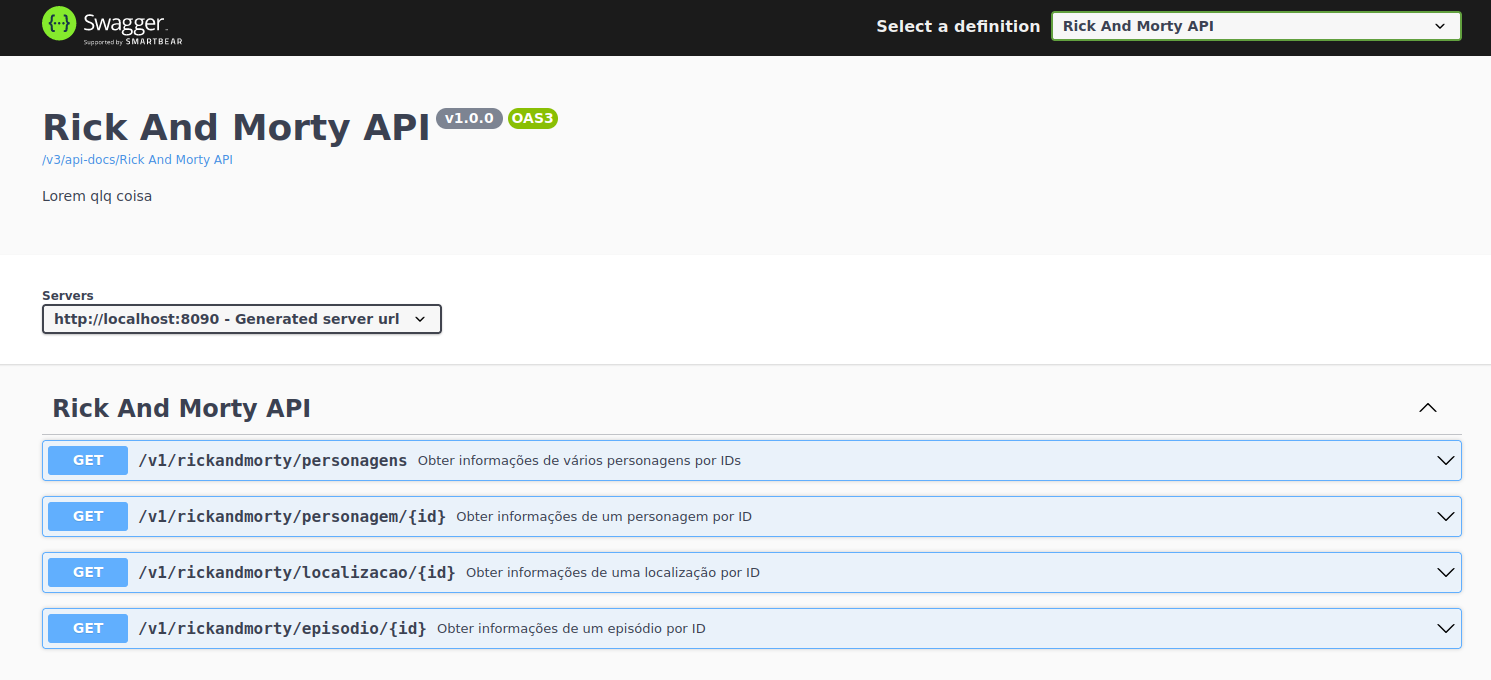 Swagger
Supported by SMARTBEAR
Select a definition
Rick And Morty API
Rick And Morty API v1.0.0 OAS3
/v3/api-docs/Rick And Morty API
Lorem qlq coisa
Servers
http://localhost:8090 - Generated server url
Rick And Morty API
GET /v1/rickandmorty/personagens Obter informações de vários personagens por IDs
GET /v1/rickandmorty/personagem/{id} Obter informações de um personagem por ID
GET /v1/rickandmorty/localizacao/{id} Obter informações de uma localização por ID
GET /v1/rickandmorty/episodio/{id} Obter informações de um episódio por ID